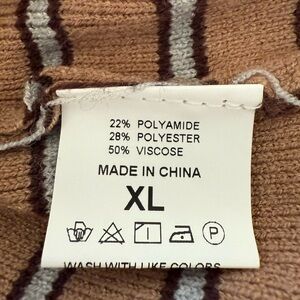 22% POLYAMIDE
28% POLYESTER
50% VISCOSE
MADE IN CHINA
XL
P
WASH WITH LIKE COLORS